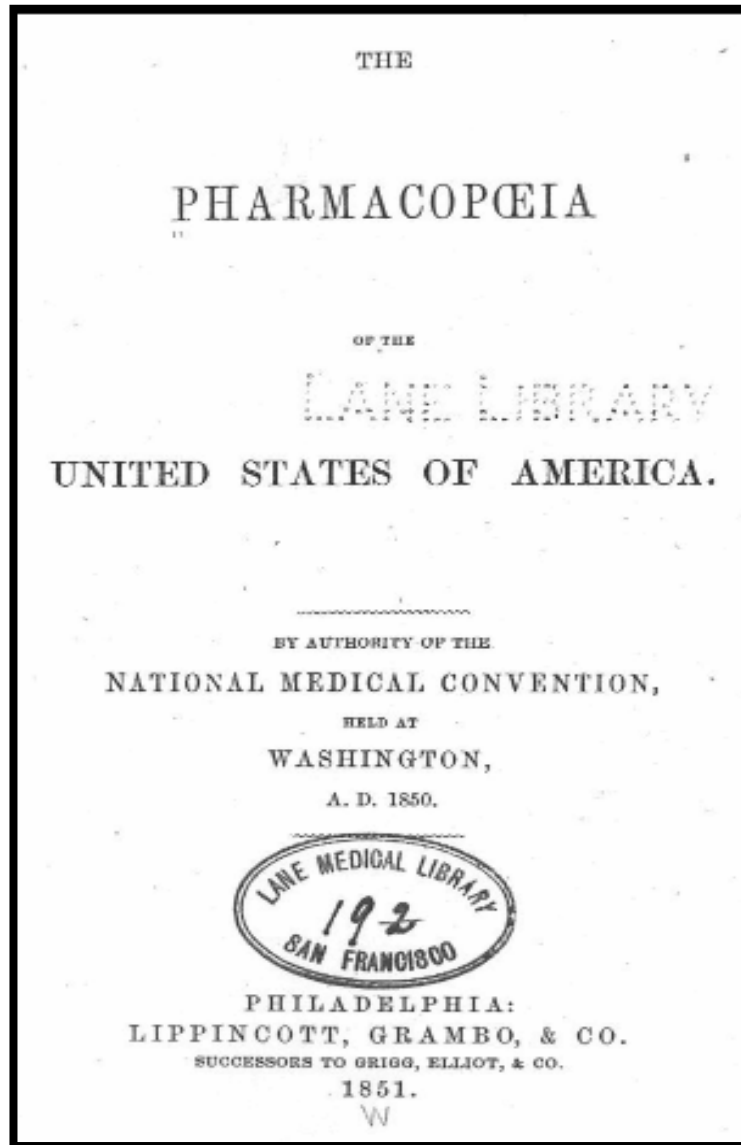 THE
PHARMACOPŒIA
OF THE
LANE LIBRARY
UNITED STATES OF AMERICA.
BY AUTHORITY OF THE
NATIONAL MEDICAL CONVENTION,
HELD AT
WASHINGTON,
A. D. 1850.
LANE MEDICAL LIBRARY
192
SAN FRANCISCO
PHILADELPHIA:
LIPPINCOTT, GRAMBO, & CO.
SUCCESSORS TO GRIGG, ELLIOT, & CO.
1851.
W